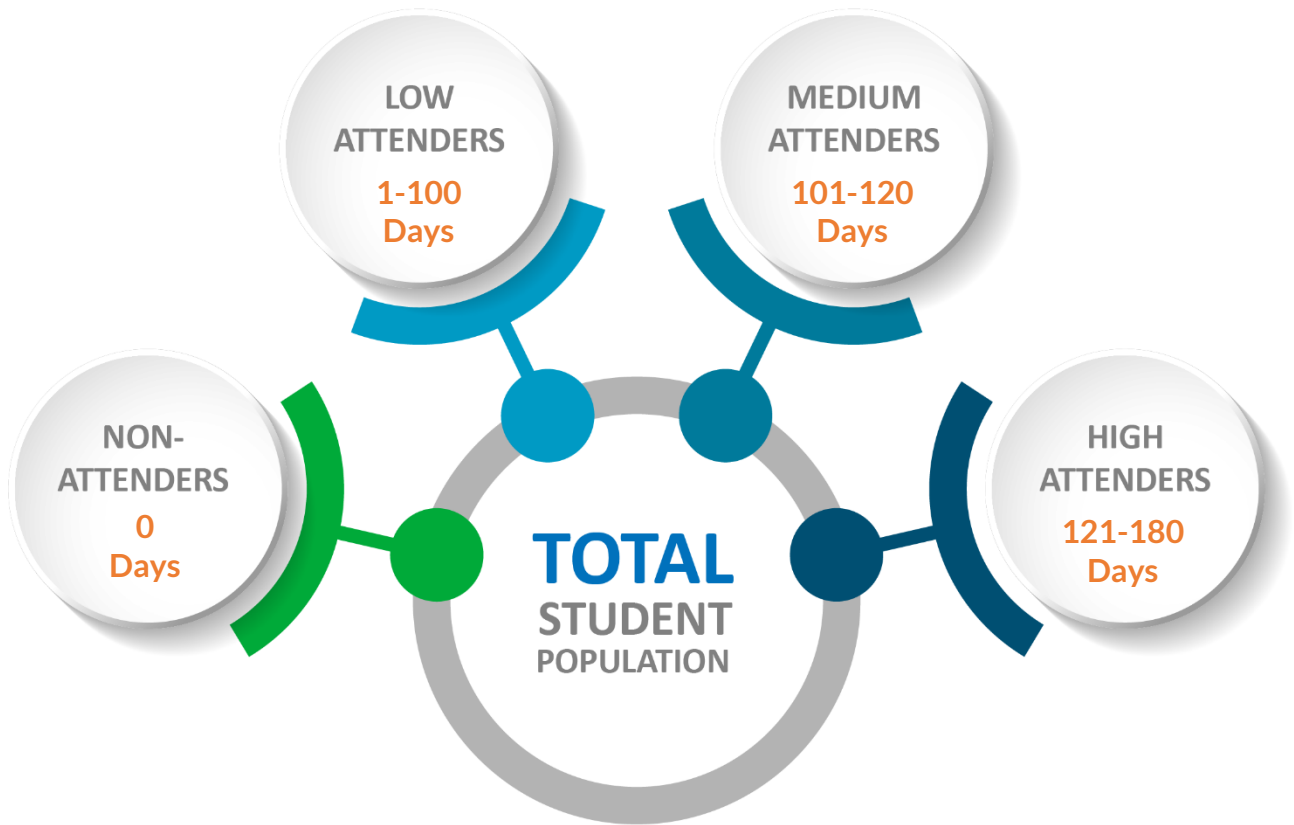 LOW
ATTENDERS
1-100
Days
MEDIUM
ATTENDERS
101-120
Days
NON-
ATTENDERS
0
Days
HIGH
ATTENDERS
121-180
Days
TOTAL
STUDENT
POPULATION